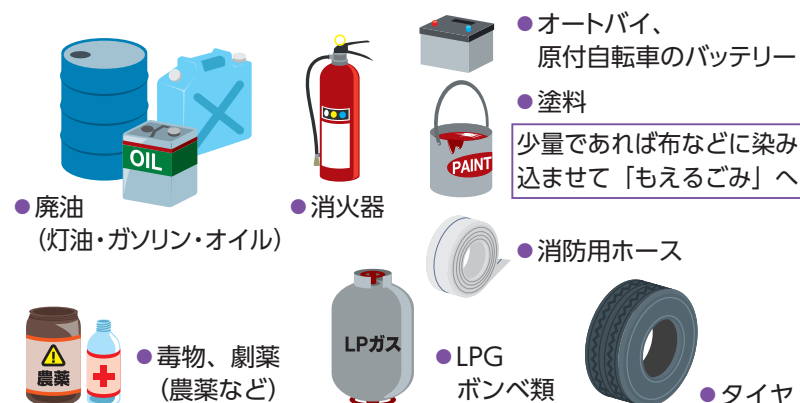 ●オートバイ、
原付自転車のバッテリー
●塗料
少量であれば布などに染み
込ませて「もえるごみ」へ
PAINT
OIL
●廃油
（灯油・ガソリン・オイル）
●消火器
●消防用ホース
農薬
●毒物、劇薬
（農薬など）
LPガス
●LPG
ボンベ類
●タイヤ